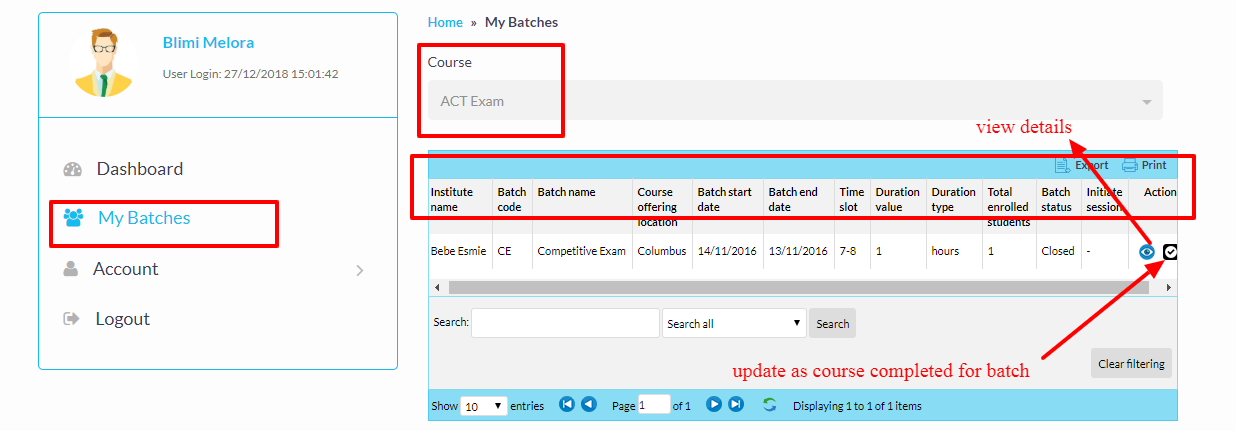 Blimi Melora
User Login: 27/12/2018 15:01:42
Dashboard
My Batches
Account
Logout
Home » My Batches
Course
ACT Exam
view details
Export Print
Institute name Batch code Batch name Course offering location Batch start date Batch end date Time slot Duration value Duration type Total enrolled students Batch status Initiate session Action
Bebe Esmie CE Competitive Exam Columbus 14/11/2016 13/11/2016 7-8 1 hours 1 Closed -
Search: Search all Search
Clear filtering
update as course completed for batch
Show 10 entries Page 1 of 1 Displaying 1 to 1 of 1 items